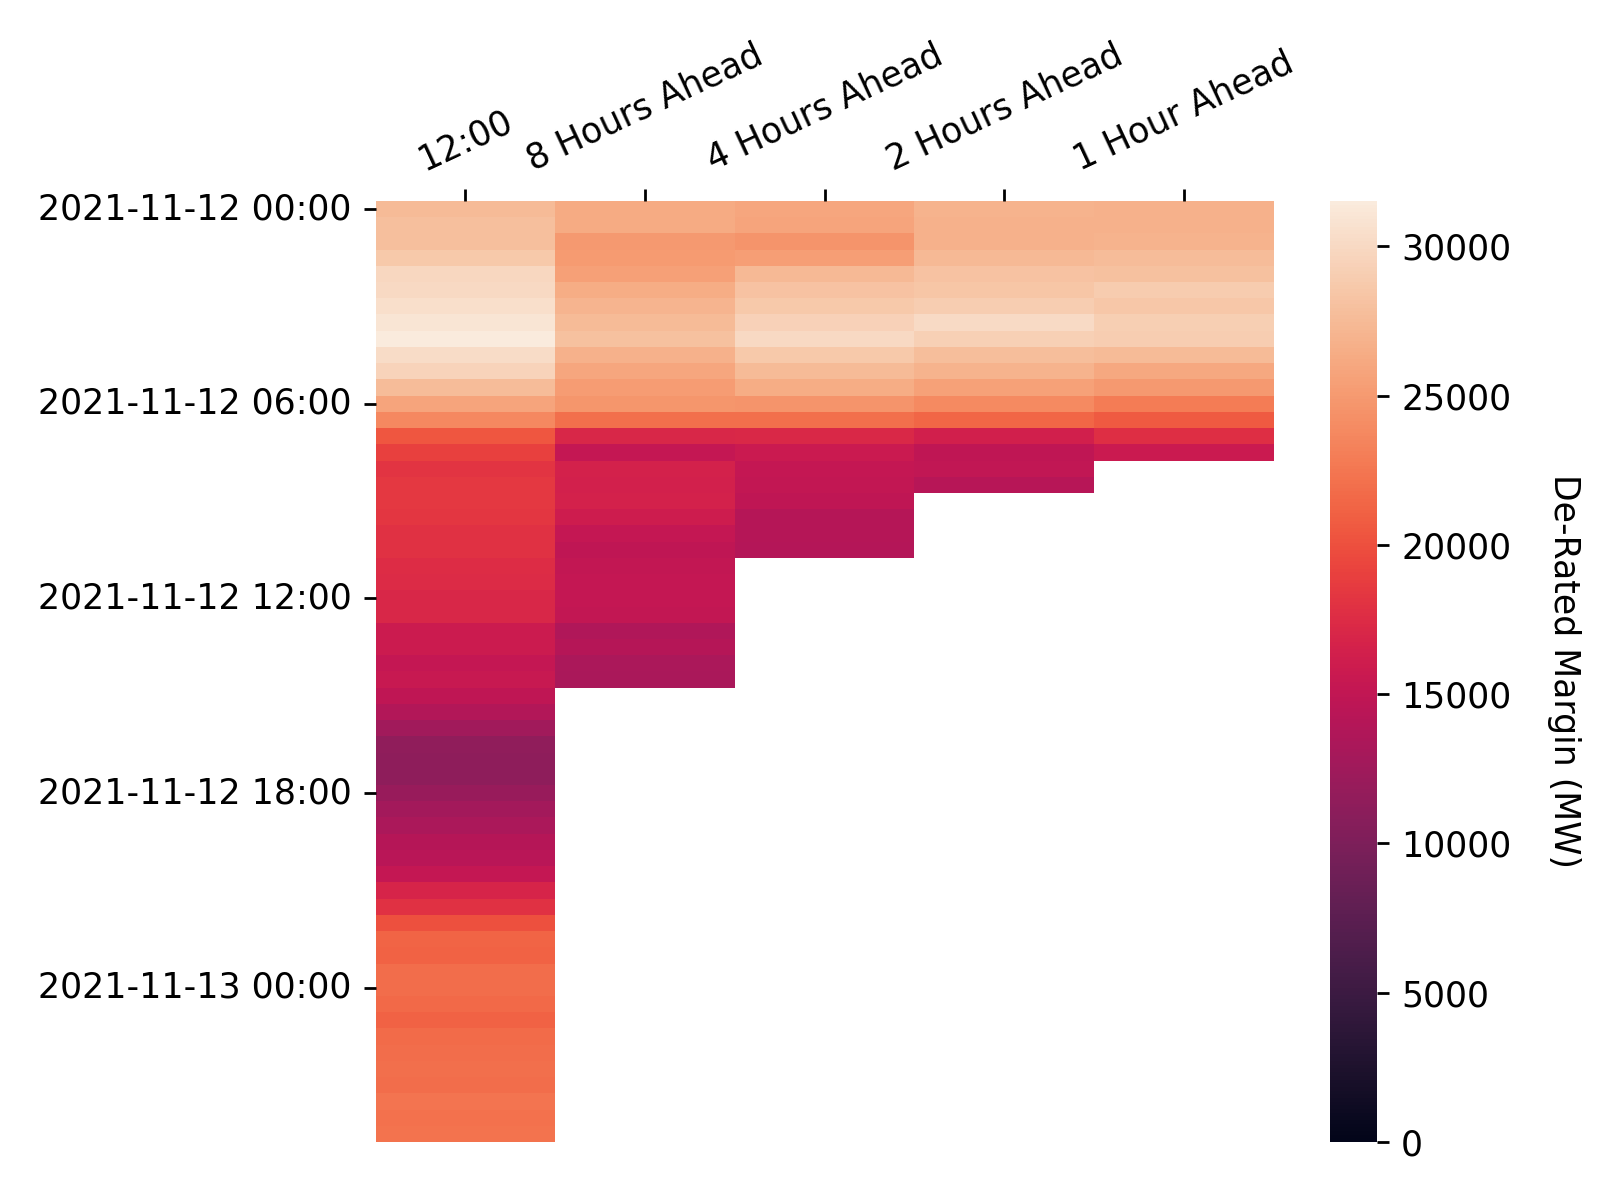 12:00
8 Hours Ahead
4 Hours Ahead
2 Hours Ahead
1 Hour Ahead
2021-11-12 00:00
2021-11-12 06:00
2021-11-12 12:00
2021-11-12 18:00
2021-11-13 00:00
30000
25000
20000
15000
10000
5000
0
De-Rated Margin (MW)